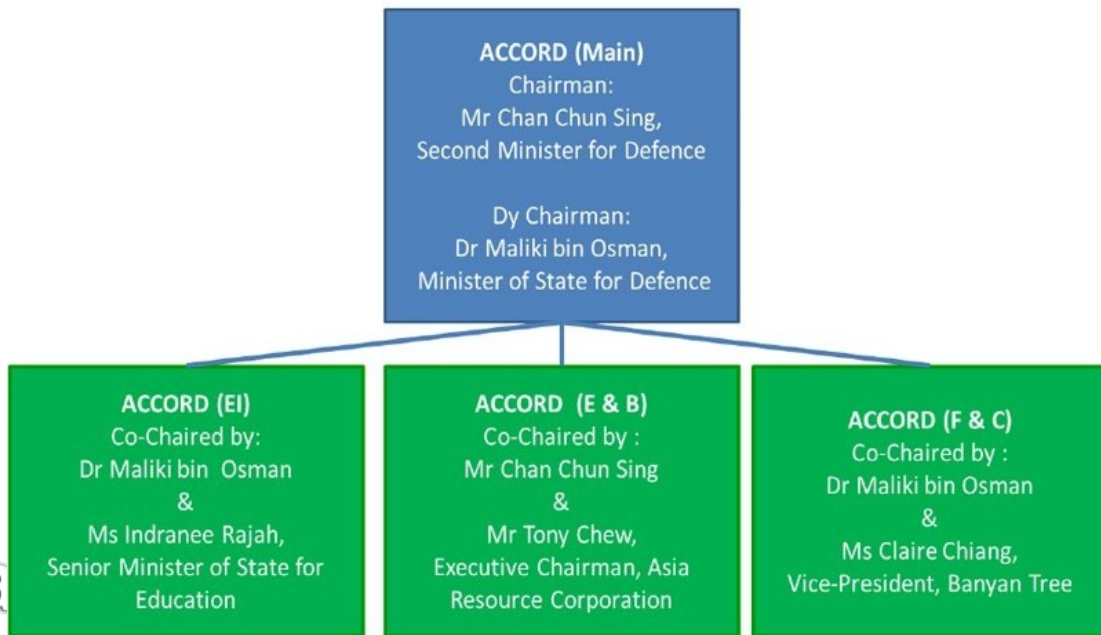 ACCORD (Main)
Chairman:
Mr Chan Chun Sing,
Second Minister for Defence
Dy Chairman:
Dr Maliki bin Osman,
Minister of State for Defence
ACCORD (EI)
Co-Chaired by:
Dr Maliki bin Osman
&
Ms Indranee Rajah,
Senior Minister of State for
Education
ACCORD (E & B)
Co-Chaired by :
Mr Chan Chun Sing
&
Mr Tony Chew,
Executive Chairman, Asia
Resource Corporation
ACCORD (F & C)
Co-Chaired by :
Dr Maliki bin Osman
&
Ms Claire Chiang,
Vice-President, Banyan Tree